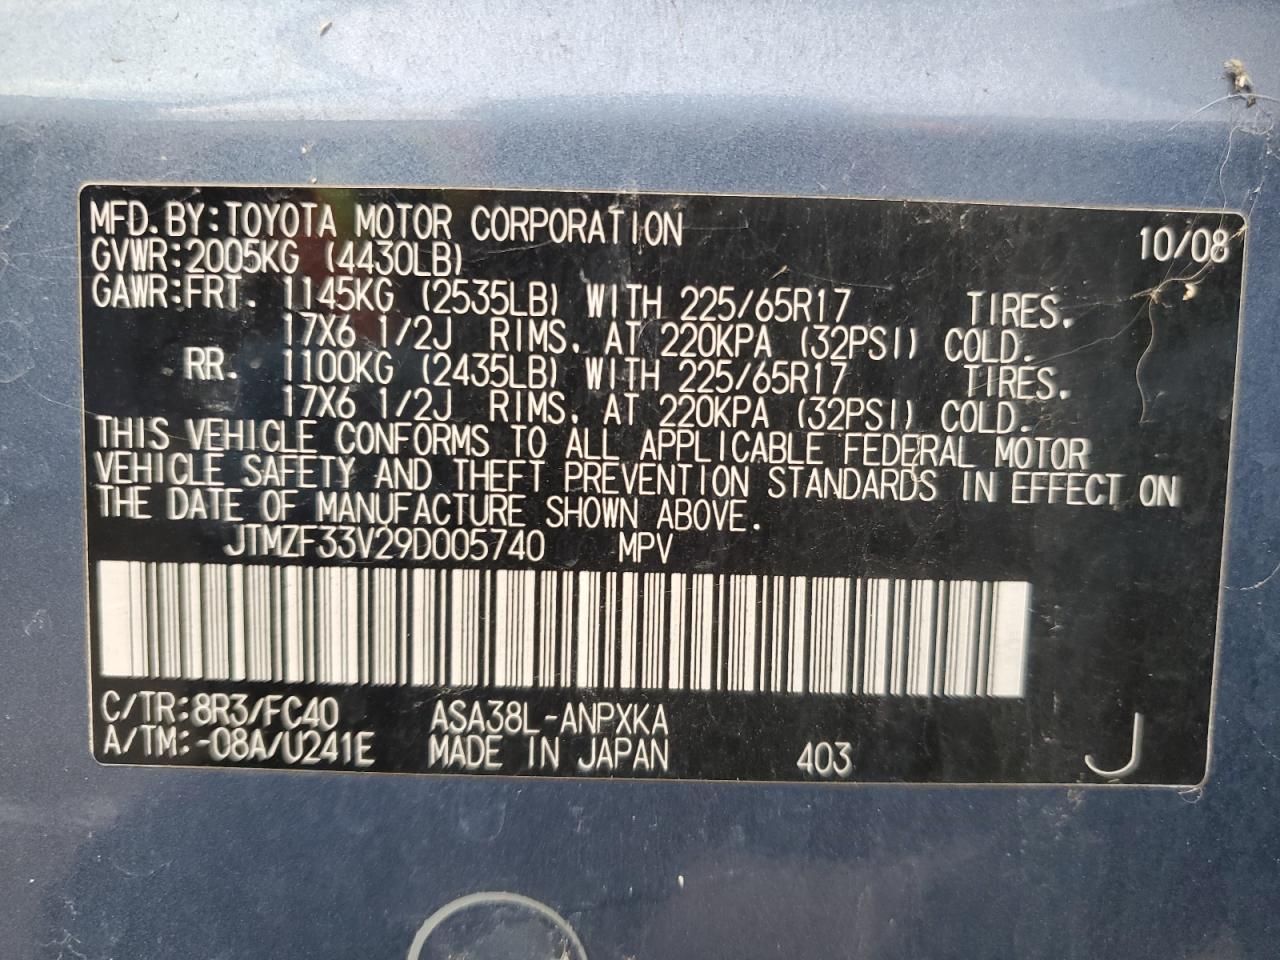 MFD.BY:TOYOTA MOTOR CORPORATION 10/08
GVWR:2005KG (4430LB)
GAWR:FRT. 1145KG (2535LB) WITH 225/65R17 TIRES.
17X6 1/2J RIMS, AT 220KPA (32PSI) COLD.
RR. 1100KG (2435LB) WITH 225/65R17 TIRES.
17X6 1/2J RIMS, AT 220KPA (32PSI) COLD.
THIS VEHICLE CONFORMS TO ALL APPLICABLE FEDERAL MOTOR
VEHICLE SAFETY AND THEFT PREVENTION STANDARDS IN EFFECT ON
THE DATE OF MANUFACTURE SHOWN ABOVE.
JTMZF33V29D005740 MPV
C/TR:8R3/FC40 ASA38L-ANPXKA
A/TM:-08A/U241E MADE IN JAPAN 403 J